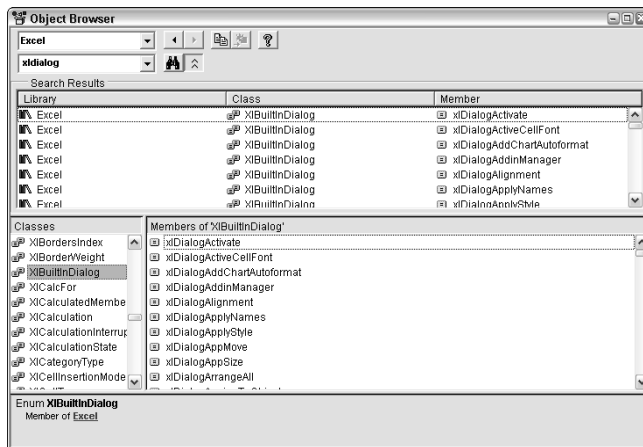 Object Browser
Excel
xldialog
Search Results
Library Class Member
Excel XlBuiltInDialog xlDialogActivate
Excel XlBuiltInDialog xlDialogActiveCellFont
Excel XlBuiltInDialog xlDialogAddChartAutoformat
Excel XlBuiltInDialog xlDialogAddinManager
Excel XlBuiltInDialog xlDialogAlignment
Excel XlBuiltInDialog xlDialogApplyNames
Excel XlBuiltInDialog xlDialogApplyStyle
Classes
XlBordersIndex
XlBorderWeight
XlBuiltInDialog
XlCalcFor
XlCalculatedMembe
XlCalculation
XlCalculationInterrup
XlCalculationState
XlCategoryType
XlCellInsertionMode
Members of 'XlBuiltInDialog'
xlDialogActivate
xlDialogActiveCellFont
xlDialogAddChartAutoformat
xlDialogAddinManager
xlDialogAlignment
xlDialogApplyNames
xlDialogApplyStyle
xlDialogAppMove
xlDialogAppSize
xlDialogArrangeAll
Enum XlBuiltInDialog
Member of Excel